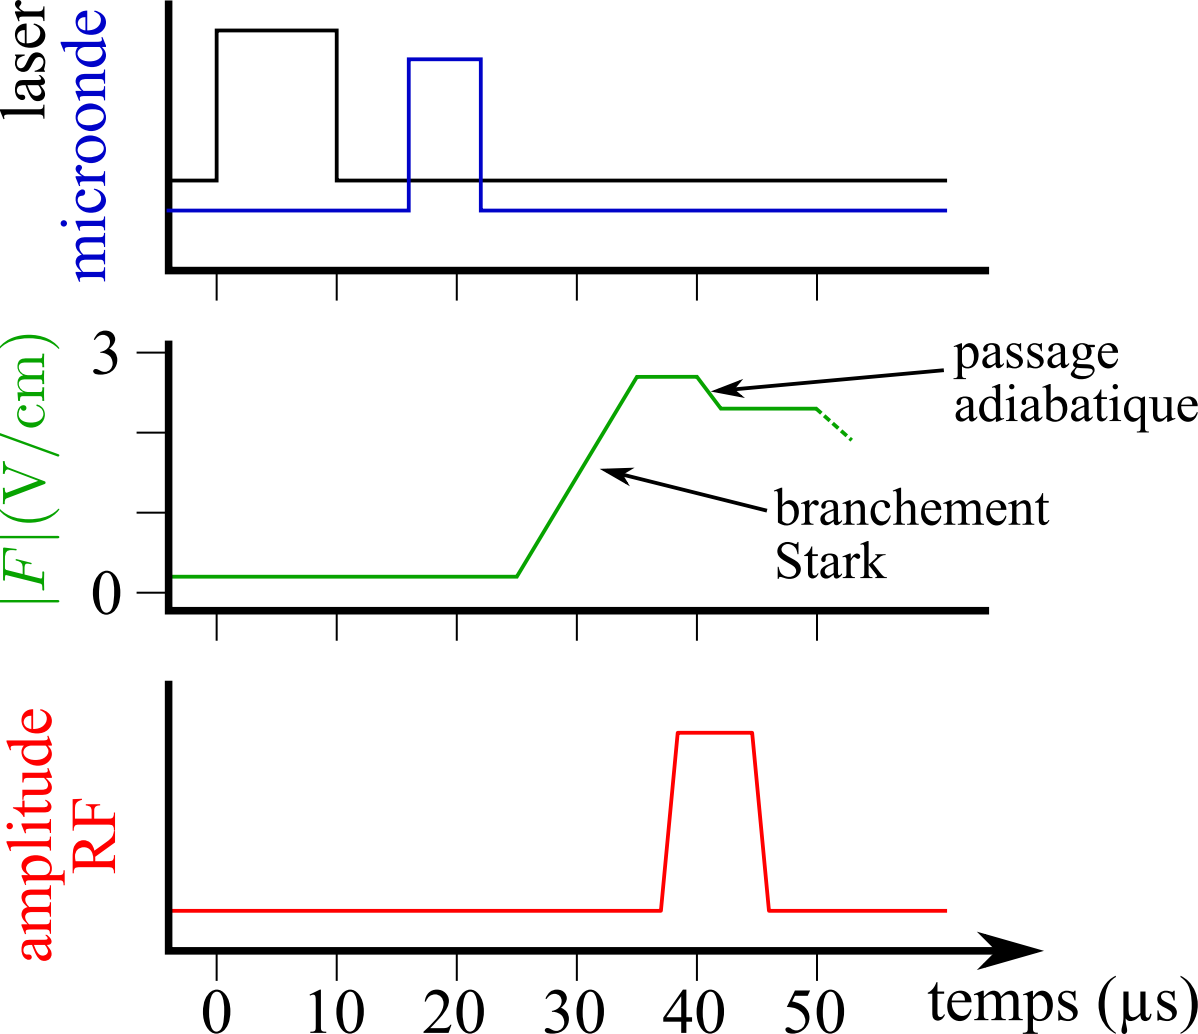 laser
microonde
3
0
|F|(V/cm)
passage
adiabatique
branchement
Stark
amplitude
RF
0 10 20 30 40 50 temps (µs)